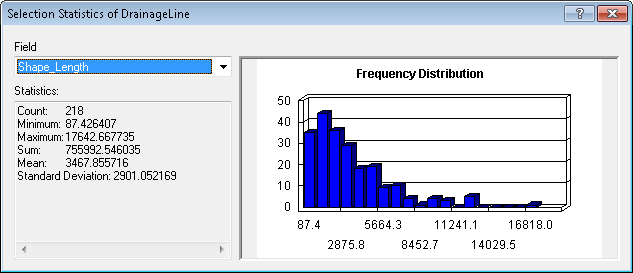 Selection Statistics of DrainageLine
Field
Shape_Length
Statistics:
Count: 218
Minimum: 87.426407
Maximum: 17642.667735
Sum: 755992.546035
Mean: 3467.855716
Standard Deviation: 2901.052169
Frequency Distribution
50
40
30
20
10
0
87.4 5664.3 11241.1 16818.0
2875.8 8452.7 14029.5